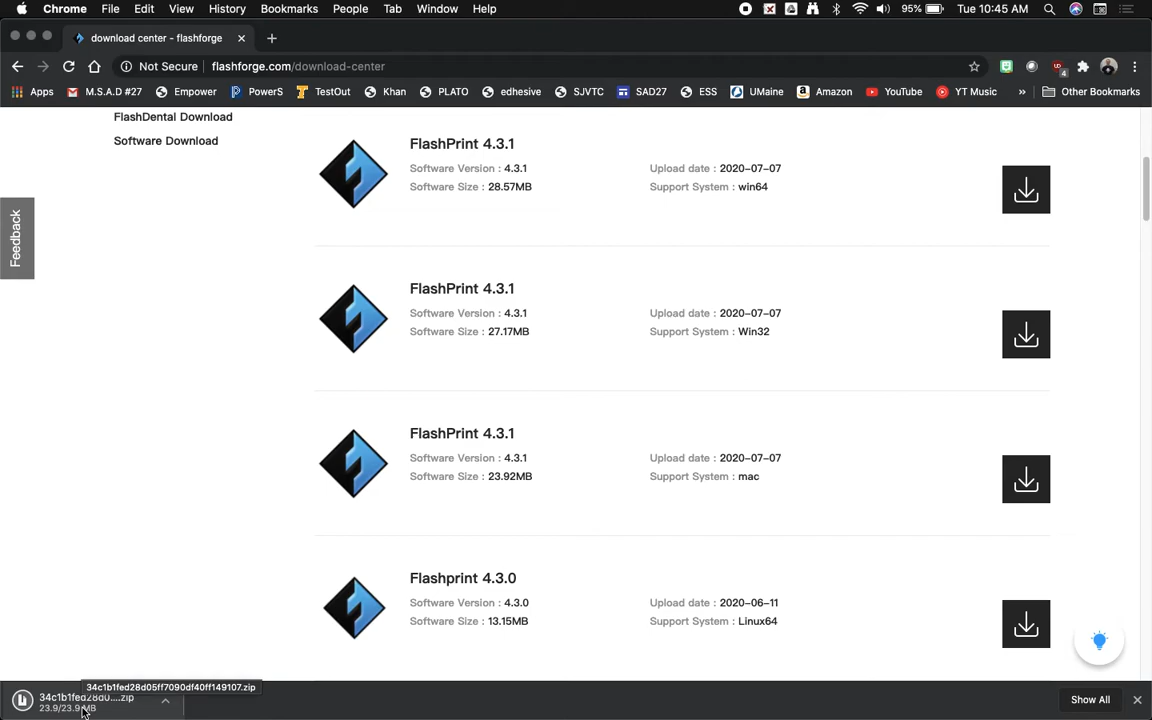 Chrome File Edit View History Bookmarks People Tab Window Help 95% Tue 10:45 AM
download center - flashforge
Not Secure flashforge.com/download-center
Apps M.S.A.D #27 Empower PowerS TestOut Khan PLATO edhesive SJVTC SAD27 ESS UMaine Amazon YouTube YT Music » Other Bookmarks
FlashDental Download
Software Download
Feedback
FlashPrint 4.3.1
Software Version : 4.3.1 Upload date : 2020-07-07
Software Size : 28.57MB Support System : win64
FlashPrint 4.3.1
Software Version : 4.3.1 Upload date : 2020-07-07
Software Size : 27.17MB Support System : Win32
FlashPrint 4.3.1
Software Version : 4.3.1 Upload date : 2020-07-07
Software Size : 23.92MB Support System : mac
Flashprint 4.3.0
Software Version : 4.3.0 Upload date : 2020-06-11
Software Size : 13.15MB Support System : Linux64
34c1b1fed28d05ff7090df40ff149107.zip
34c1b1fed28d0....zip
23.9/23.9 MB
Show All